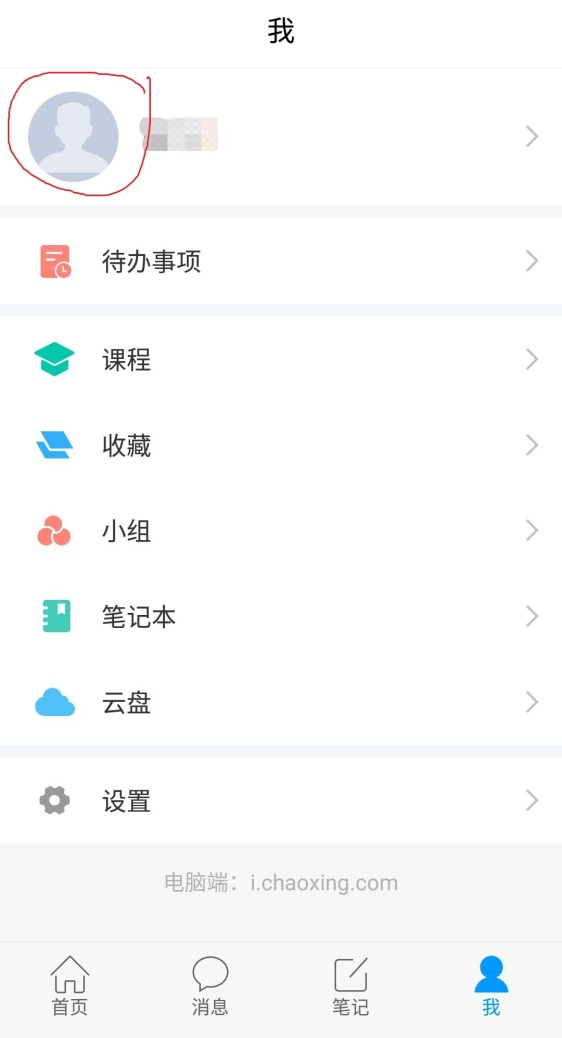 我
待办事项
课程
收藏
小组
笔记本
云盘
设置
电脑端：i.chaoxing.com
首页
消息
笔记
我